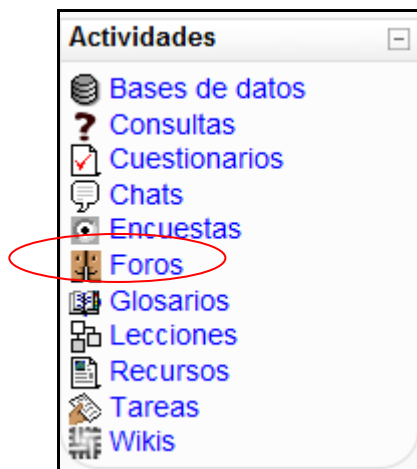 Actividades
Bases de datos
Consultas
Cuestionarios
Chats
Encuestas
Foros
Glosarios
Lecciones
Recursos
Tareas
Wikis